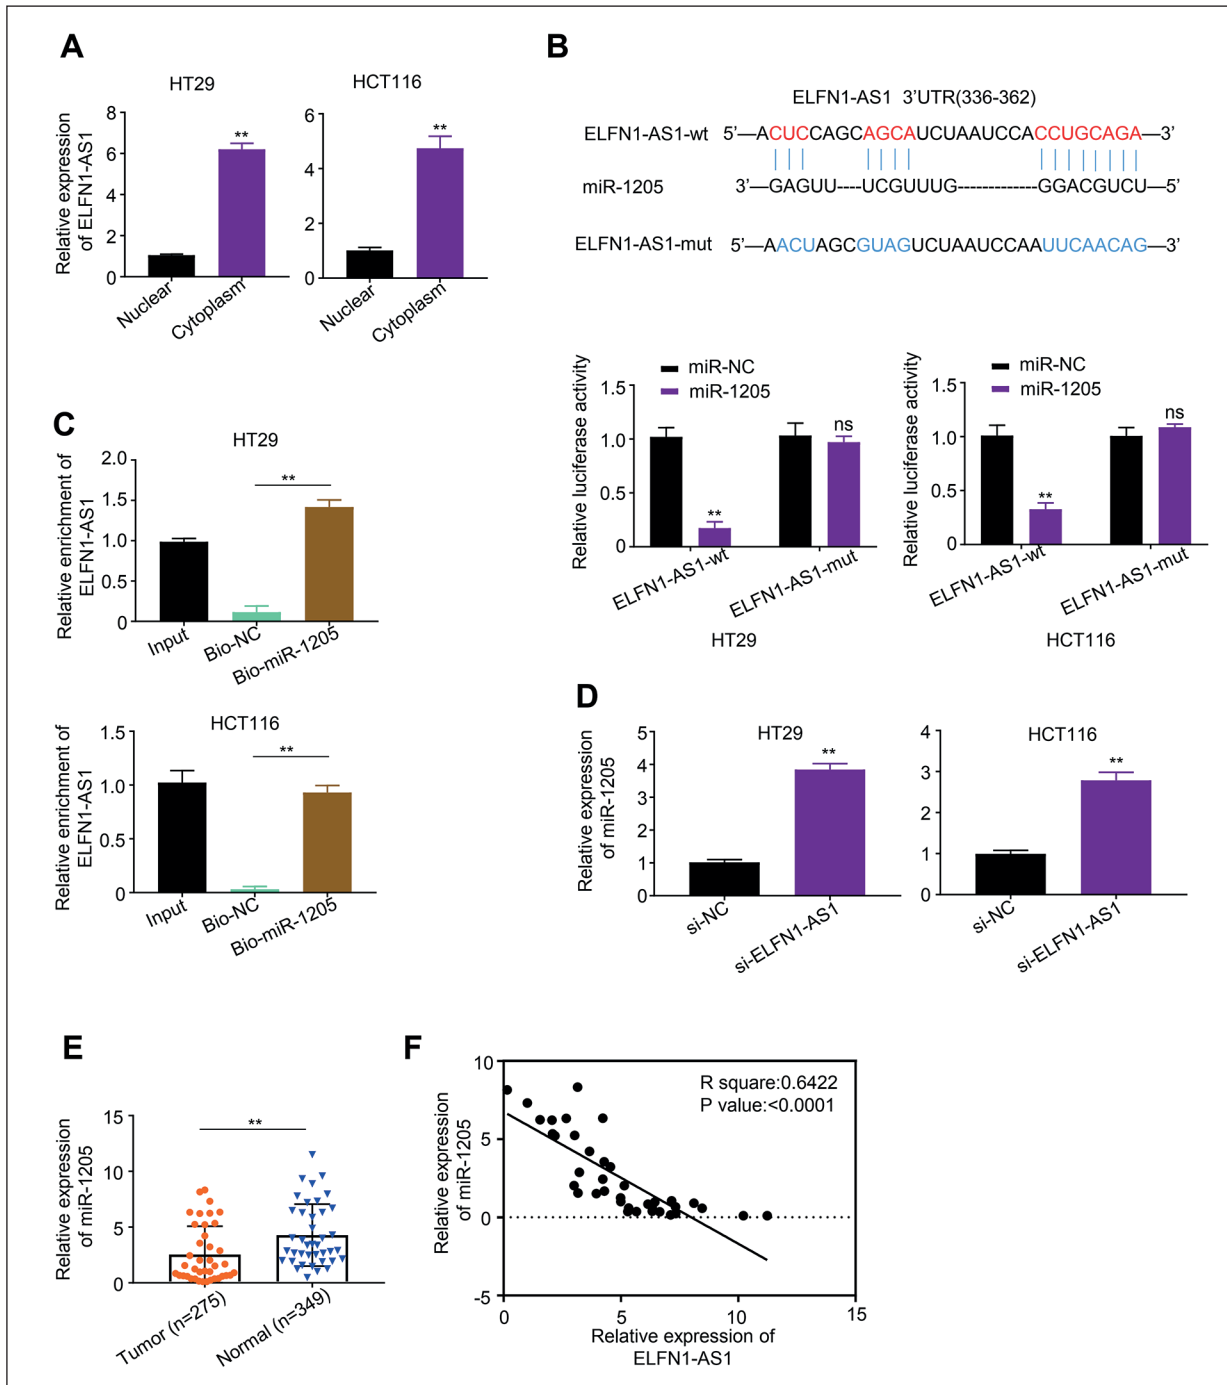 A
HT29
HCT116
Relative expression
of ELFN1-AS1
8
6
4
2
0
**
Nuclear
Cytoplasm
6
4
2
0
**
Nuclear
Cytoplasm
B
ELFN1-AS1 3’UTR(336-362)
ELFN1-AS1-wt 5’—ACUCCAGCAGCAUCUAAUCCACCUGCAGA—3’
miR-1205 3’—GAGUU----UCGUUUG------------GGACGUCU—5’
ELFN1-AS1-mut 5’—AACUAGCGUAGUCUAAUCCAAUUCAACAG—3’
Relative luciferase activity
miR-NC
miR-1205
1.5
1.0
0.5
0
**
ns
ELFN1-AS1-wt
ELFN1-AS1-mut
HT29
Relative luciferase activity
miR-NC
miR-1205
1.5
1.0
0.5
0
**
ns
ELFN1-AS1-wt
ELFN1-AS1-mut
HCT116
C
HT29
Relative enrichment of
ELFN1-AS1
2.0
1.5
1.0
0.5
0
**
Input
Bio-NC
Bio-miR-1205
HCT116
Relative enrichment of
ELFN1-AS1
1.5
1.0
0.5
0
**
Input
Bio-NC
Bio-miR-1205
D
HT29
Relative expression
of miR-1205
5
4
3
2
1
0
**
si-NC
si-ELFN1-AS1
HCT116
4
3
2
1
0
**
si-NC
si-ELFN1-AS1
E
Relative expression
of miR-1205
15
10
5
0
**
Tumor (n=275)
Normal (n=349)
F
Relative expression
of miR-1205
10
5
0
-5
R square:0.6422
P value:<0.0001
0
5
10
15
Relative expression of
ELFN1-AS1